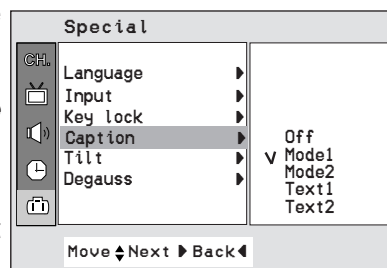 Special
CH.
Language
Input
Key lock
Caption
Tilt
Degauss
Off
Mode1
Mode2
Text1
Text2
Move Next Back